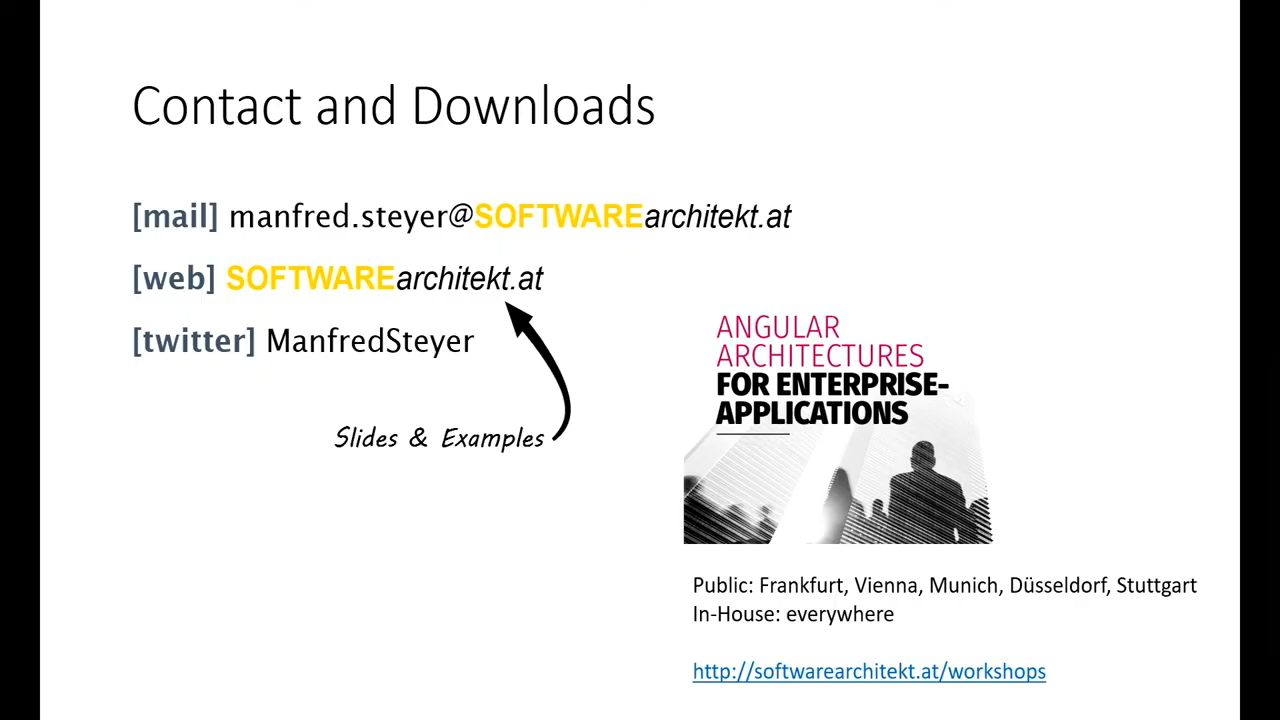 Contact and Downloads
[mail] manfred.steyer@SOFTWAREarchitekt.at
[web] SOFTWAREarchitekt.at
[twitter] ManfredSteyer
Slides & Examples
ANGULAR
ARCHITECTURES
FOR ENTERPRISE-
APPLICATIONS
Public: Frankfurt, Vienna, Munich, Düsseldorf, Stuttgart
In-House: everywhere
http://softwarearchitekt.at/workshops